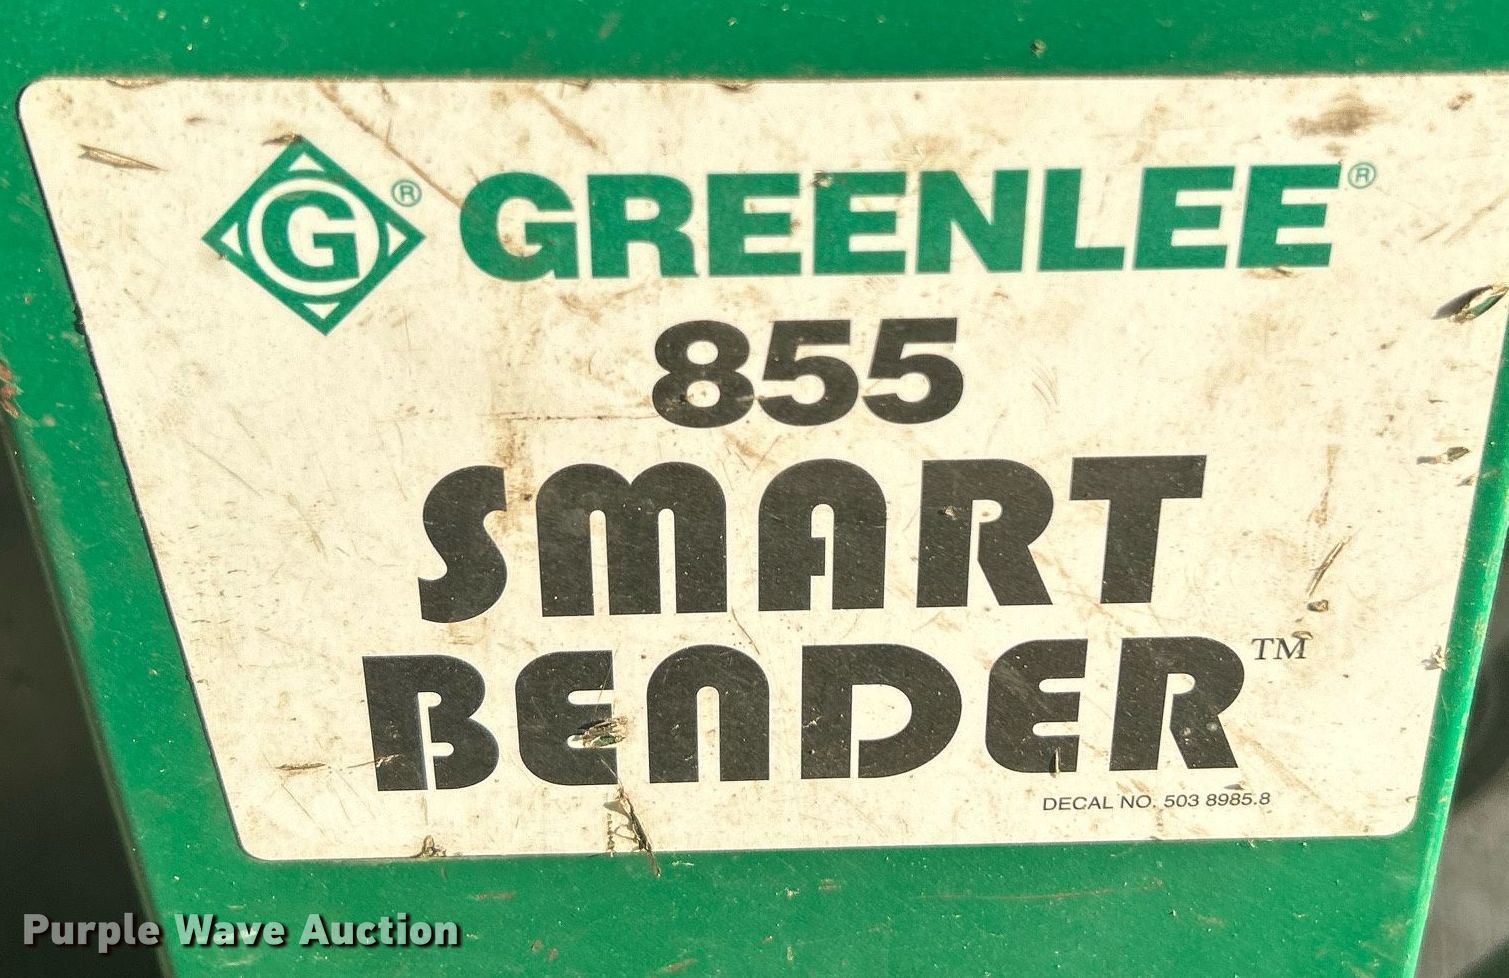 G® GREENLEE®
855
SMART
BENDER™
DECAL NO. 503 8985.8
Purple Wave Auction